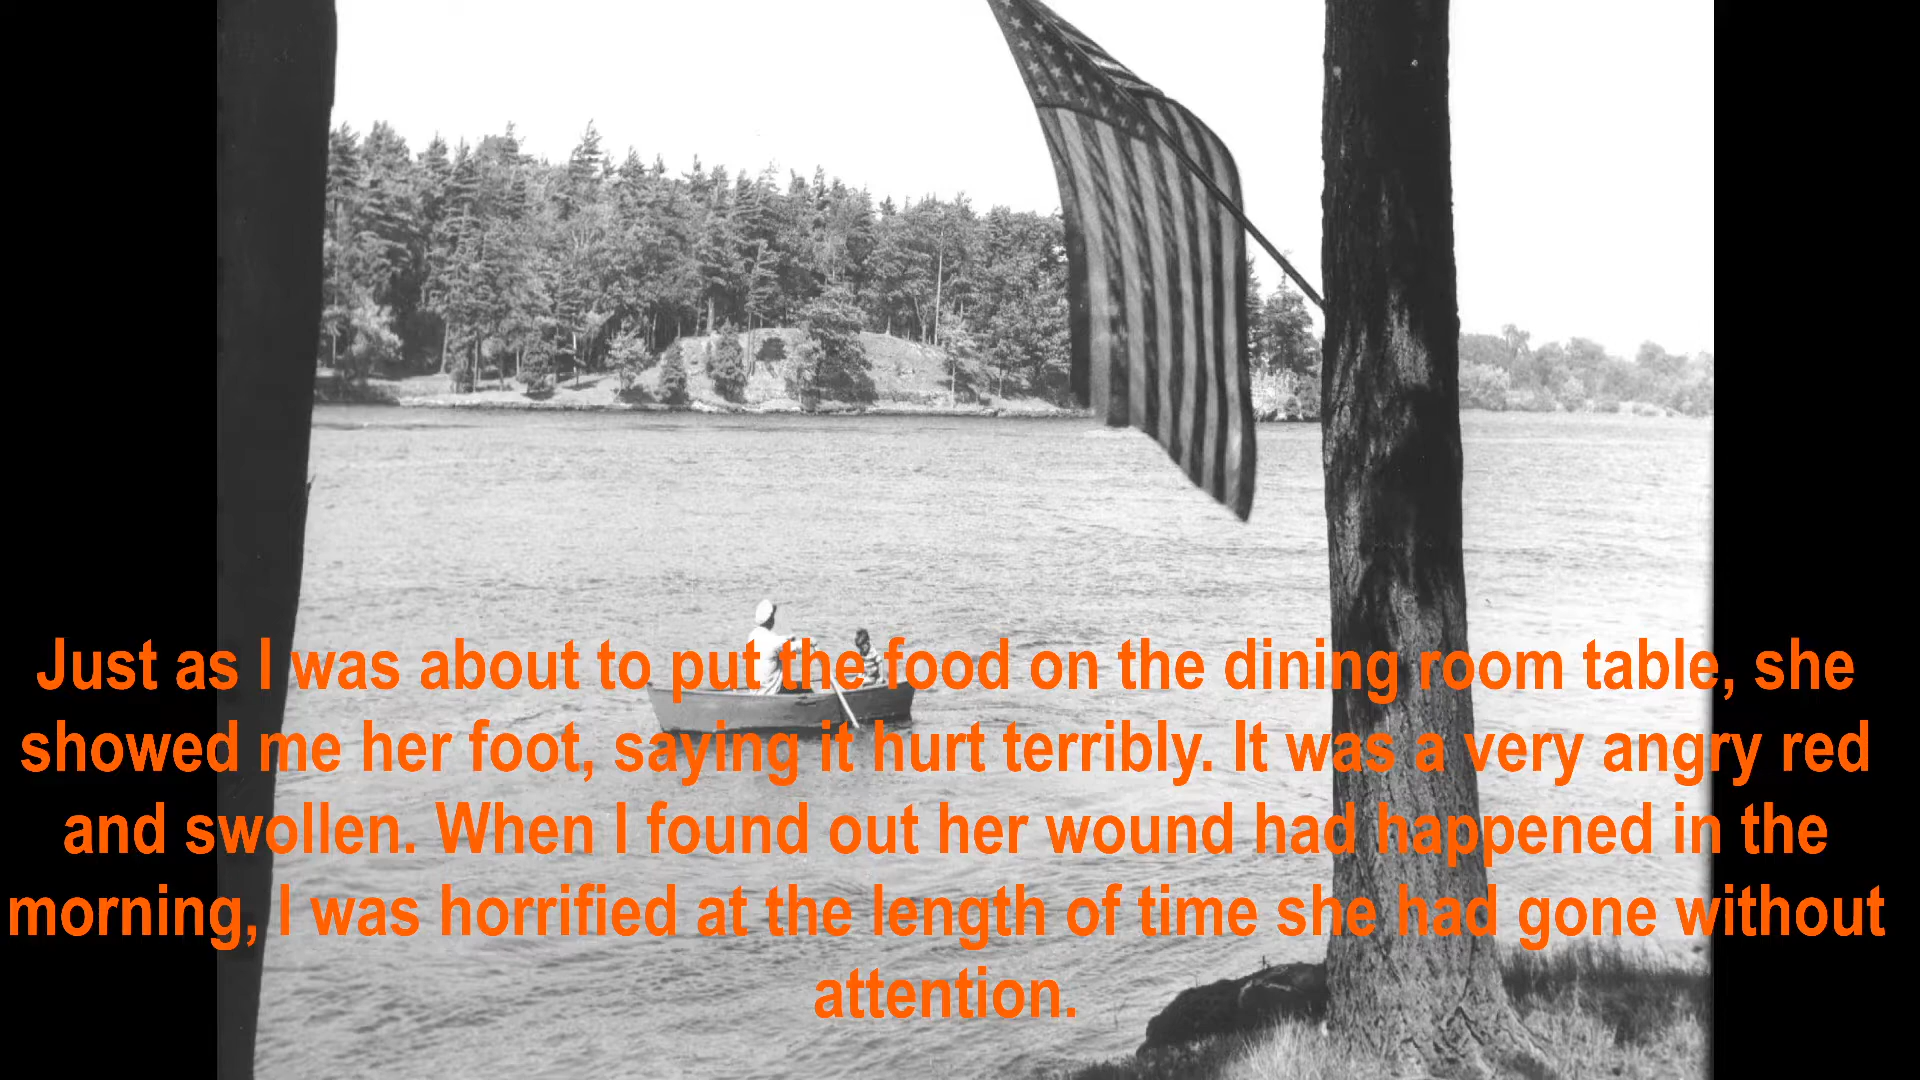 Just as I was about to put the food on the dining room table, she
showed me her foot, saying it hurt terribly. It was a very angry red
and swollen. When I found out her wound had happened in the
morning, I was horrified at the length of time she had gone without
attention.